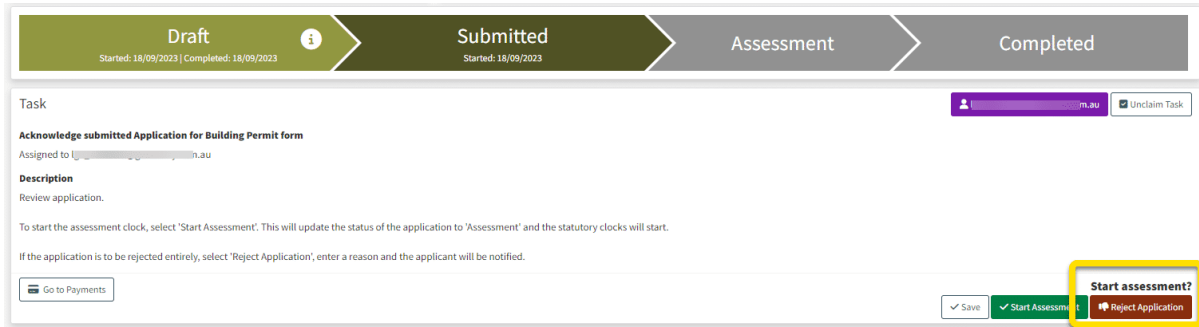 Draft
Started: 18/09/2023 | Completed: 18/09/2023
Submitted
Started: 18/09/2023
Assessment
Completed
Task
m.au
Unclaim Task
Acknowledge submitted Application for Building Permit form
Assigned to n.au
Description
Review application.
To start the assessment clock, select 'Start Assessment'. This will update the status of the application to 'Assessment' and the statutory clocks will start.
If the application is to be rejected entirely, select 'Reject Application', enter a reason and the applicant will be notified.
Go to Payments
Start assessment?
Save
Start Assessment
Reject Application